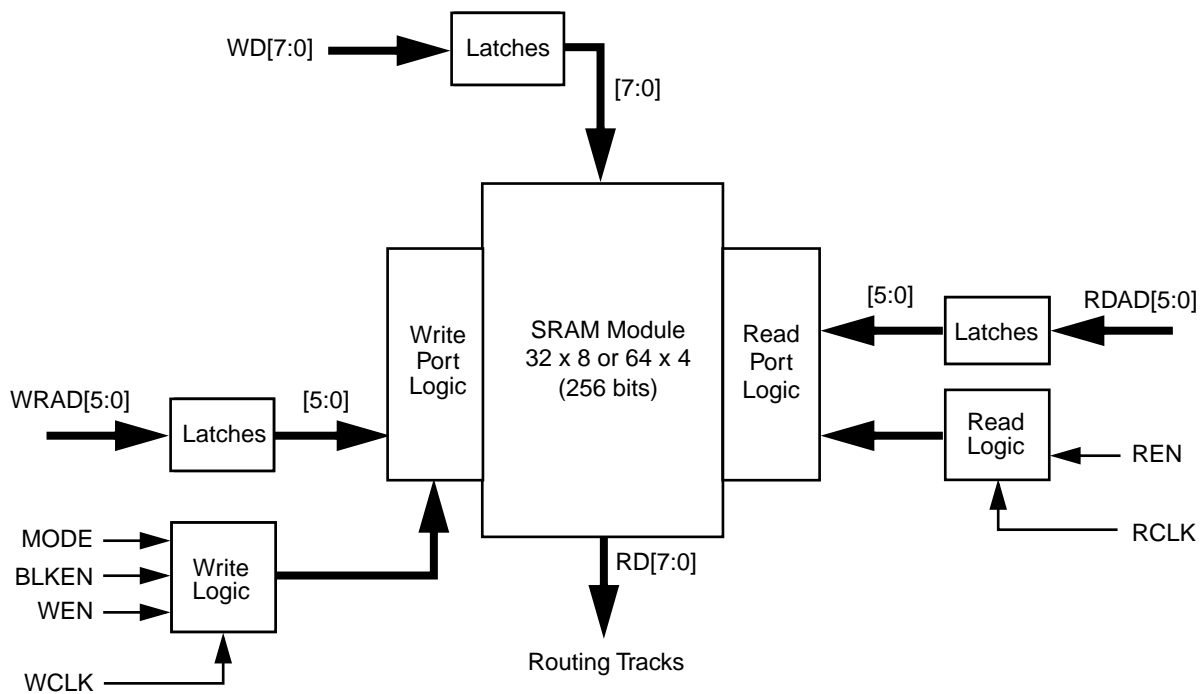 WD[7:0]
Latches
[7:0]
Write
Port
Logic
SRAM Module
32 x 8 or 64 x 4
(256 bits)
Read
Port
Logic
[5:0]
Latches
RDAD[5:0]
WRAD[5:0]
Latches
[5:0]
Read
Logic
REN
RCLK
MODE
BLKEN
WEN
WCLK
Write
Logic
RD[7:0]
Routing Tracks